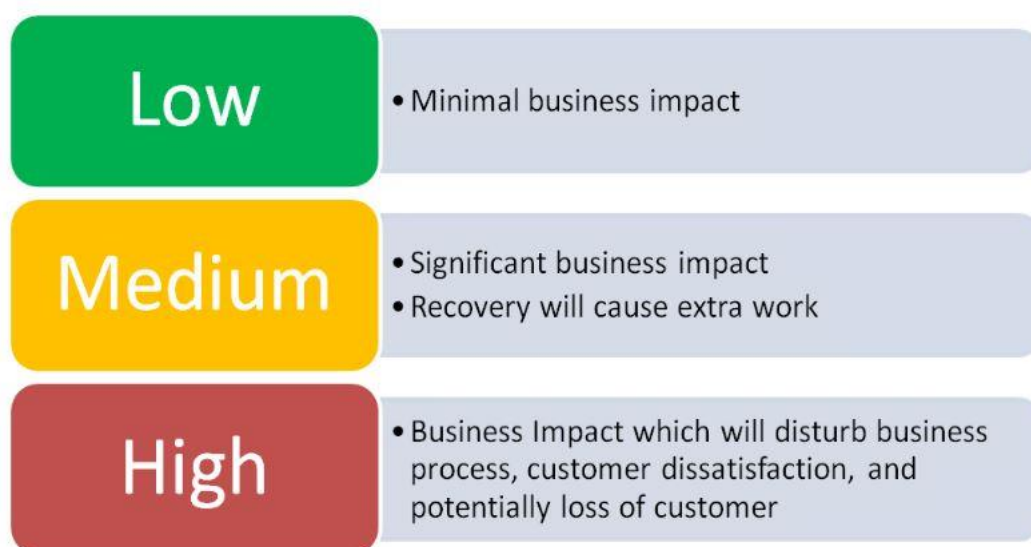 Low
• Minimal business impact
Medium
• Significant business impact
• Recovery will cause extra work
High
• Business Impact which will disturb business
process, customer dissatisfaction, and
potentially loss of customer